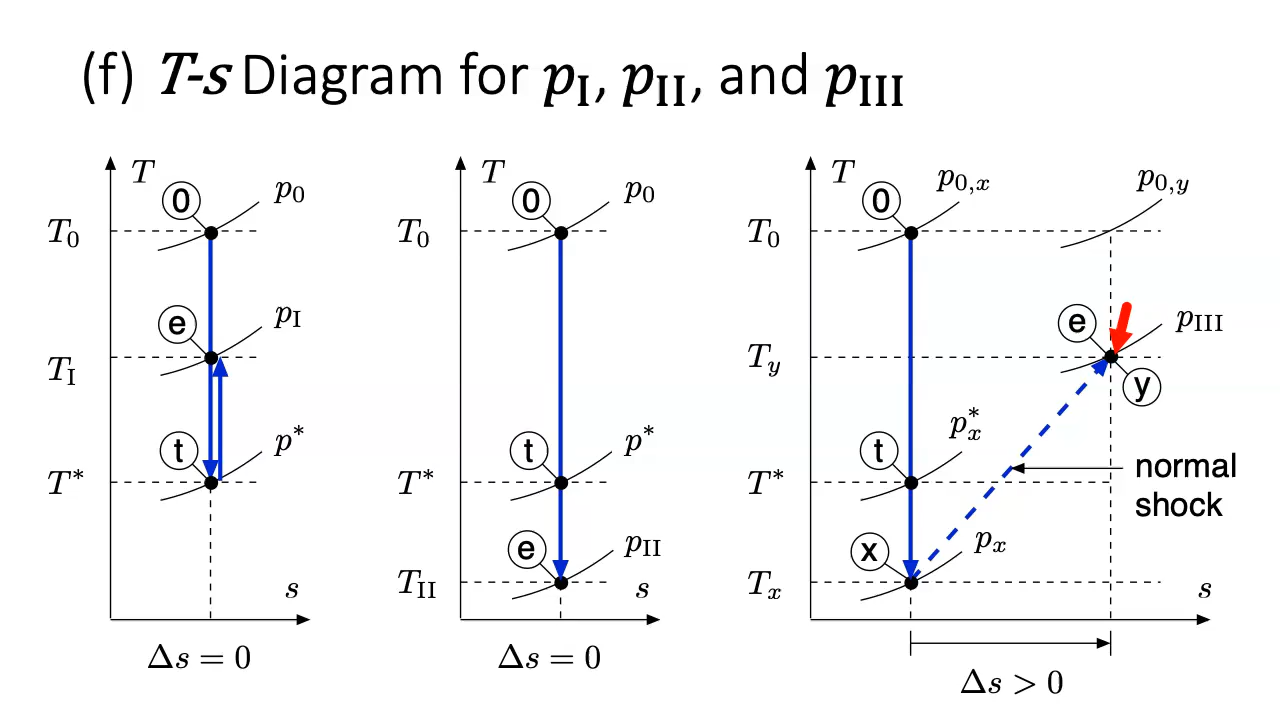 (f) T-s Diagram for pI, pII, and pIII
T
0
p0
T0
e
pI
TI
t
p*
T*
s
Δs = 0
T
0
p0
T0
t
p*
T*
e
pII
TII
s
Δs = 0
T
0
p0,x
p0,y
T0
e
pIII
Ty
y
t
p*x
T*
normal
shock
x
px
Tx
s
Δs > 0